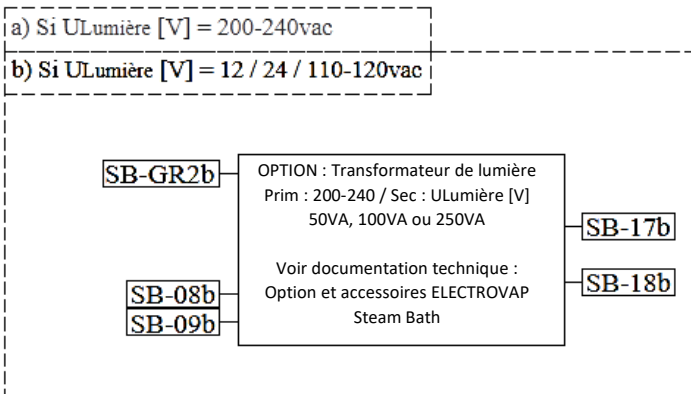 a) Si ULumière [V] = 200-240vac
b) Si ULumière [V] = 12 / 24 / 110-120vac
SB-GR2b
OPTION : Transformateur de lumière
Prim : 200-240 / Sec : ULumière [V]
50VA, 100VA ou 250VA
SB-17b
Voir documentation technique :
SB-18b
SB-08b
Option et accessoires ELECTROVAP
SB-09b
Steam Bath